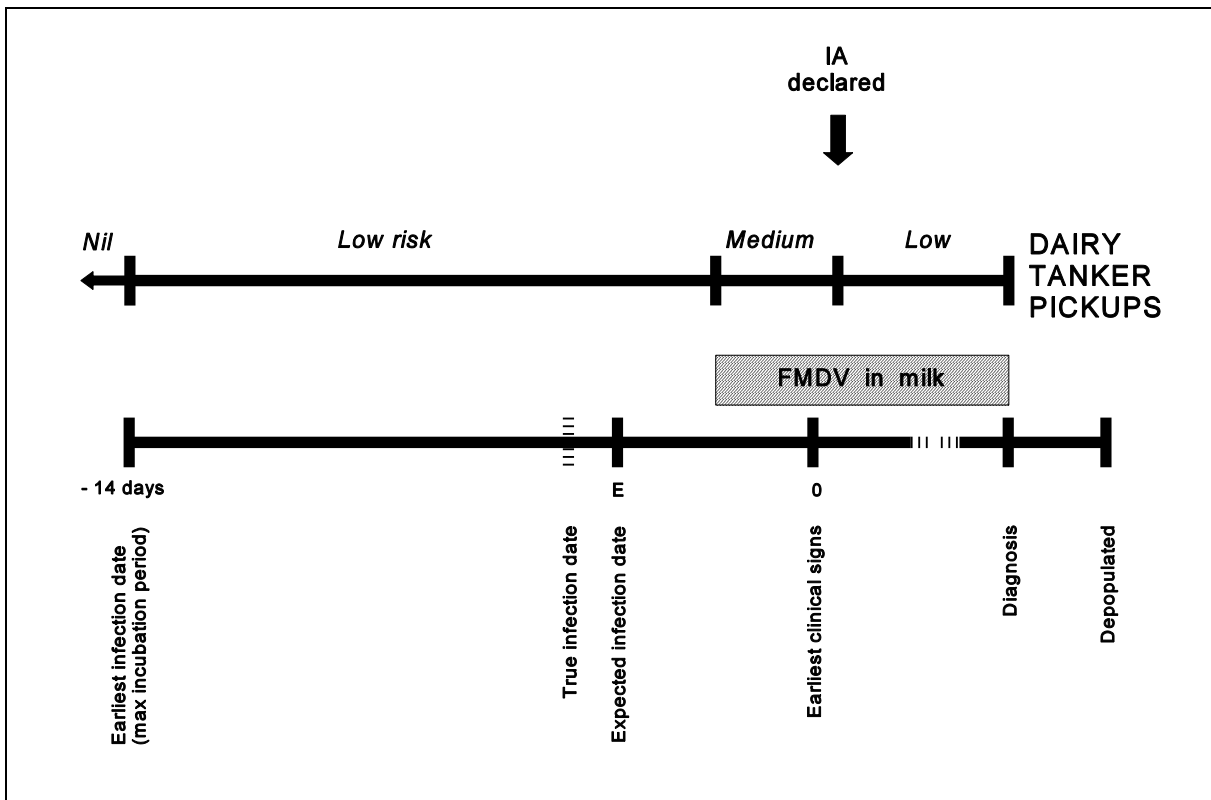 IA
declared
Nil
Low risk
Medium
Low
DAIRY
TANKER
PICKUPS
FMDV in milk
- 14 days
E
0
Earliest infection date
(max incubation period)
True infection date
Expected infection date
Earliest clinical signs
Diagnosis
Depopulated